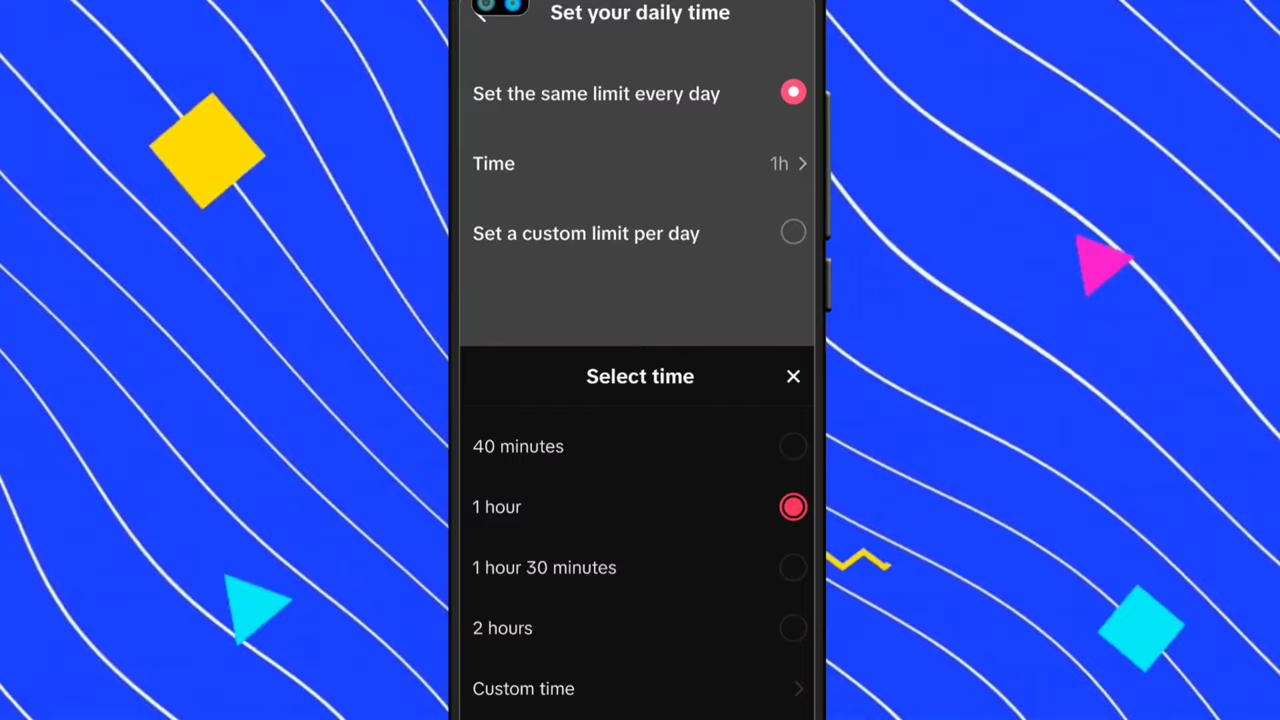 Set your daily time
Set the same limit every day
Time 1h
Set a custom limit per day
Select time
40 minutes
1 hour
1 hour 30 minutes
2 hours
Custom time